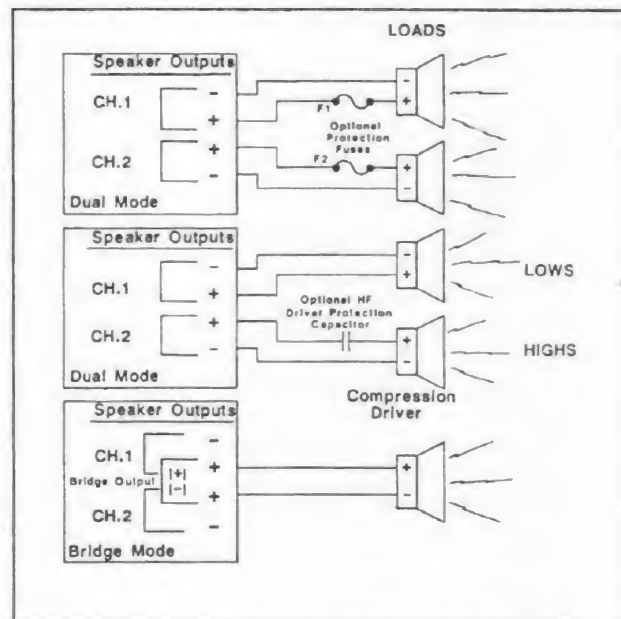 LOADS
Speaker Outputs
CH.1
-
+
CH.2
+
-
Dual Mode
F1
Optional
Protection
Fuses
F2
-
+
+
-
Speaker Outputs
CH.1
-
+
CH.2
+
-
Dual Mode
Optional HF
Driver Protection
Capacitor
-
+
+
-
LOWS
HIGHS
Compression
Driver
Speaker Outputs
CH.1
-
+
Bridge Output
[+]
[-]
+
CH.2
-
Bridge Mode
+
-